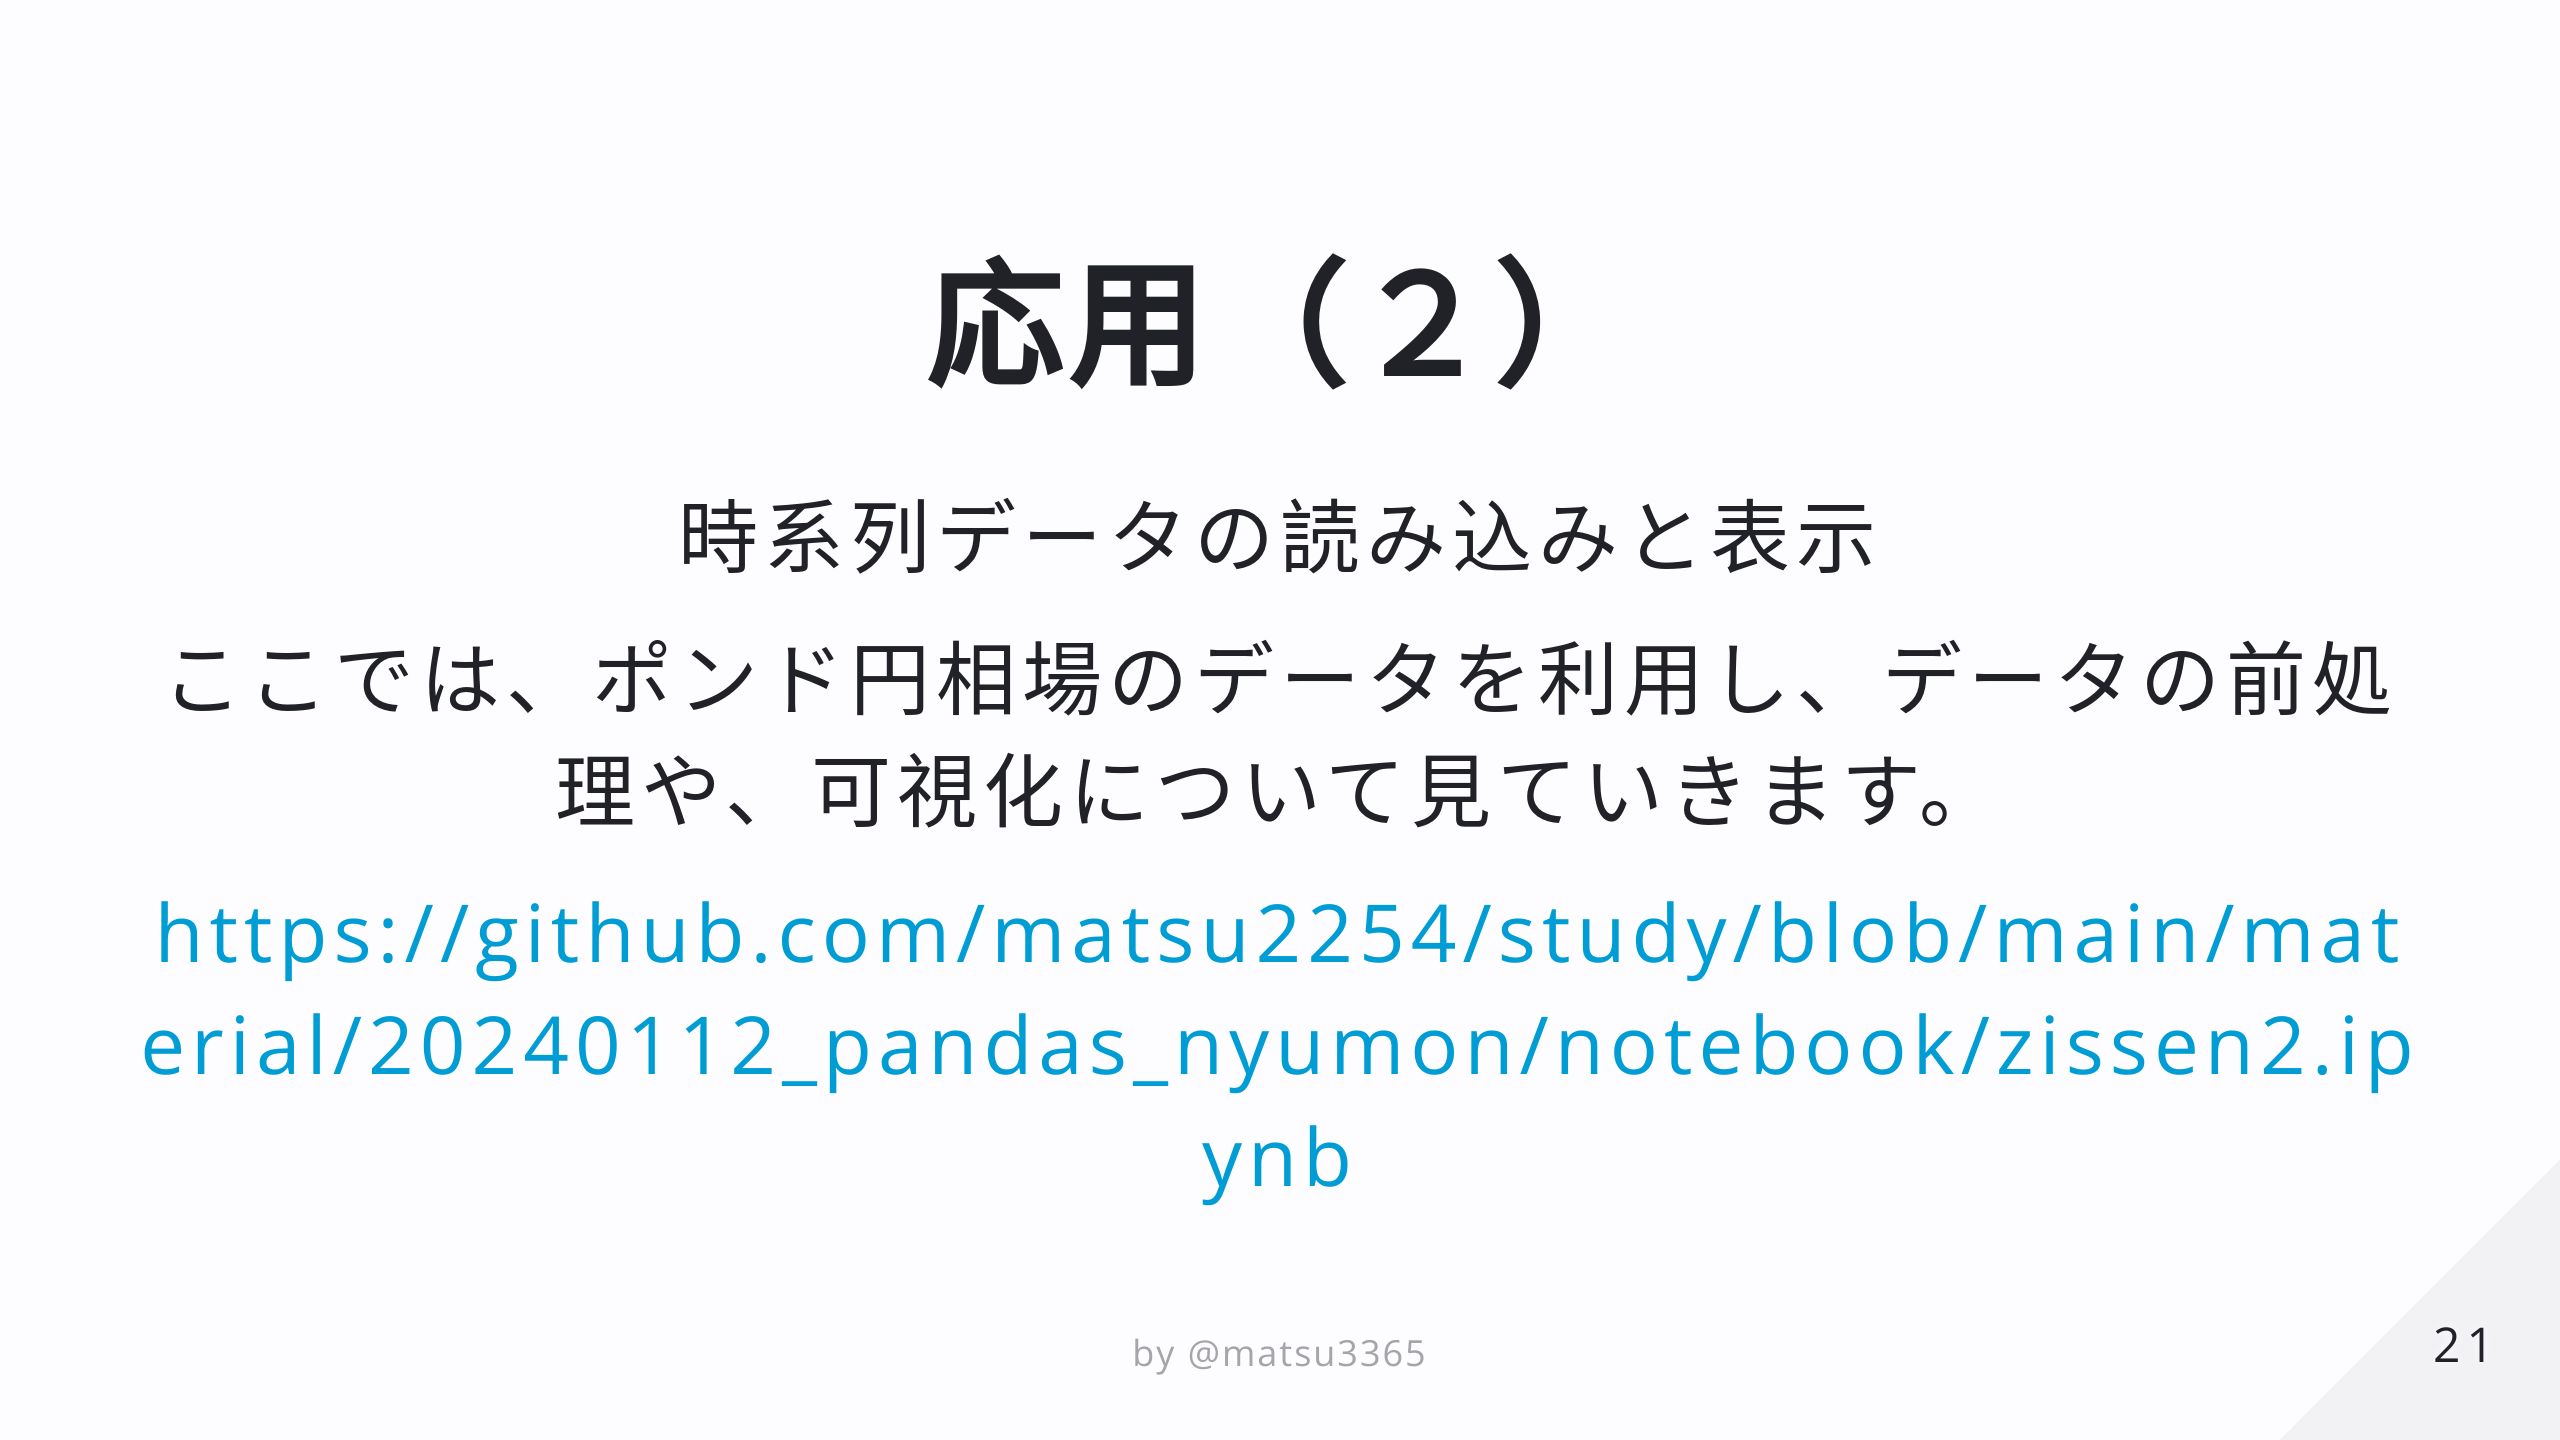 応用（２）
時系列データの読み込みと表示
ここでは、ポンド円相場のデータを利用し、データの前処
理や、可視化について見ていきます。
https://github.com/matsu2254/study/blob/main/mat
erial/20240112_pandas_nyumon/notebook/zissen2.ip
ynb
by @matsu3365
21